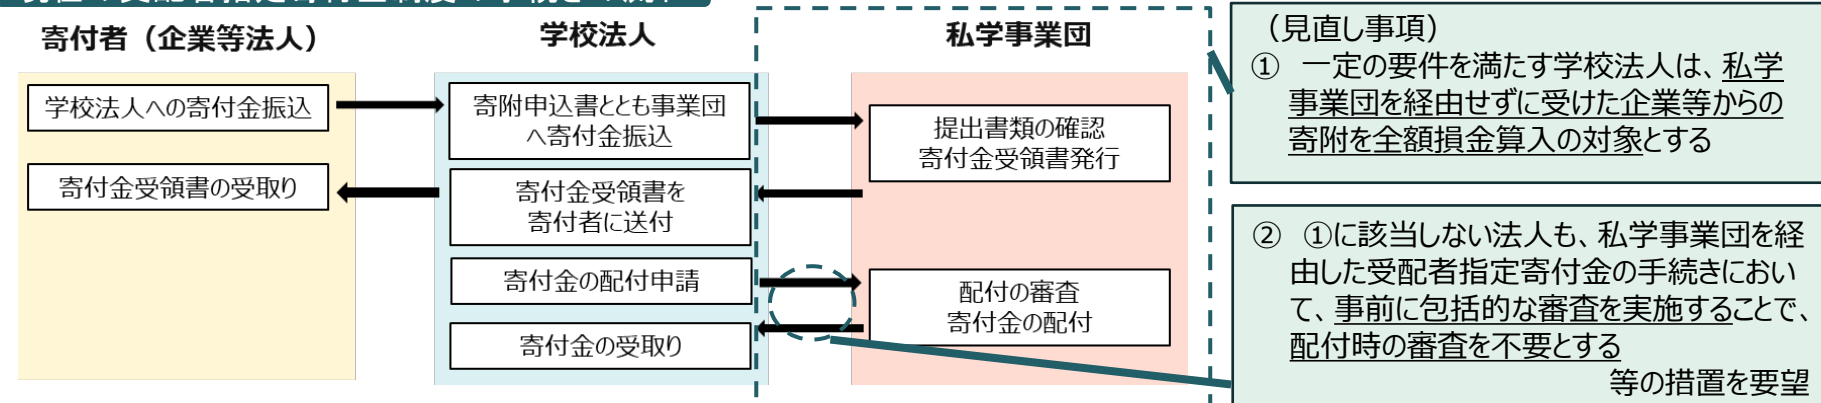 寄付者（企業等法人）
学校法人への寄付金振込
寄付金受領書の受取り
学校法人
寄附申込書ととも事業団
へ寄付金振込
寄付金受領書を
寄付者に送付
寄付金の配付申請
寄付金の受取り
私学事業団
提出書類の確認
寄付金受領書発行
配付の審査
寄付金の配付
（見直し事項）
① 一定の要件を満たす学校法人は、私学
事業団を経由せずに受けた企業等からの
寄附を全額損金算入の対象とする
② ①に該当しない法人も、私学事業団を経
由した受配者指定寄付金の手続きにおい
て、事前に包括的な審査を実施することで、
配付時の審査を不要とする
等の措置を要望